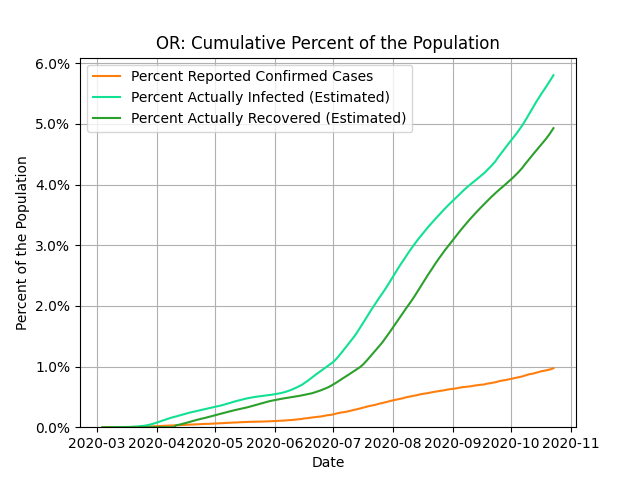 OR: Cumulative Percent of the Population
Percent Reported Confirmed Cases
Percent Actually Infected (Estimated)
Percent Actually Recovered (Estimated)
6.0%
5.0%
4.0%
3.0%
2.0%
1.0%
0.0%
Percent of the Population
2020-03 2020-04 2020-05 2020-06 2020-07 2020-08 2020-09 2020-10 2020-11
Date